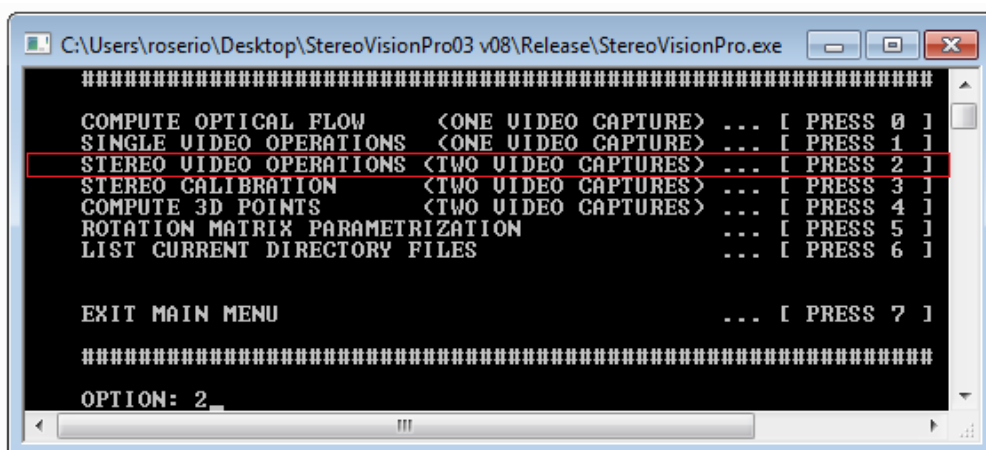 C:\Users\roserio\Desktop\StereoVisionPro03 v08\Release\StereoVisionPro.exe
############################################################
COMPUTE OPTICAL FLOW (ONE VIDEO CAPTURE) ... [ PRESS 0 ]
SINGLE VIDEO OPERATIONS (ONE VIDEO CAPTURE) ... [ PRESS 1 ]
STEREO VIDEO OPERATIONS (TWO VIDEO CAPTURES) ... [ PRESS 2 ]
STEREO CALIBRATION (TWO VIDEO CAPTURES) ... [ PRESS 3 ]
COMPUTE 3D POINTS (TWO VIDEO CAPTURES) ... [ PRESS 4 ]
ROTATION MATRIX PARAMETRIZATION ... [ PRESS 5 ]
LIST CURRENT DIRECTORY FILES ... [ PRESS 6 ]
EXIT MAIN MENU ... [ PRESS 7 ]
############################################################
OPTION: 2_